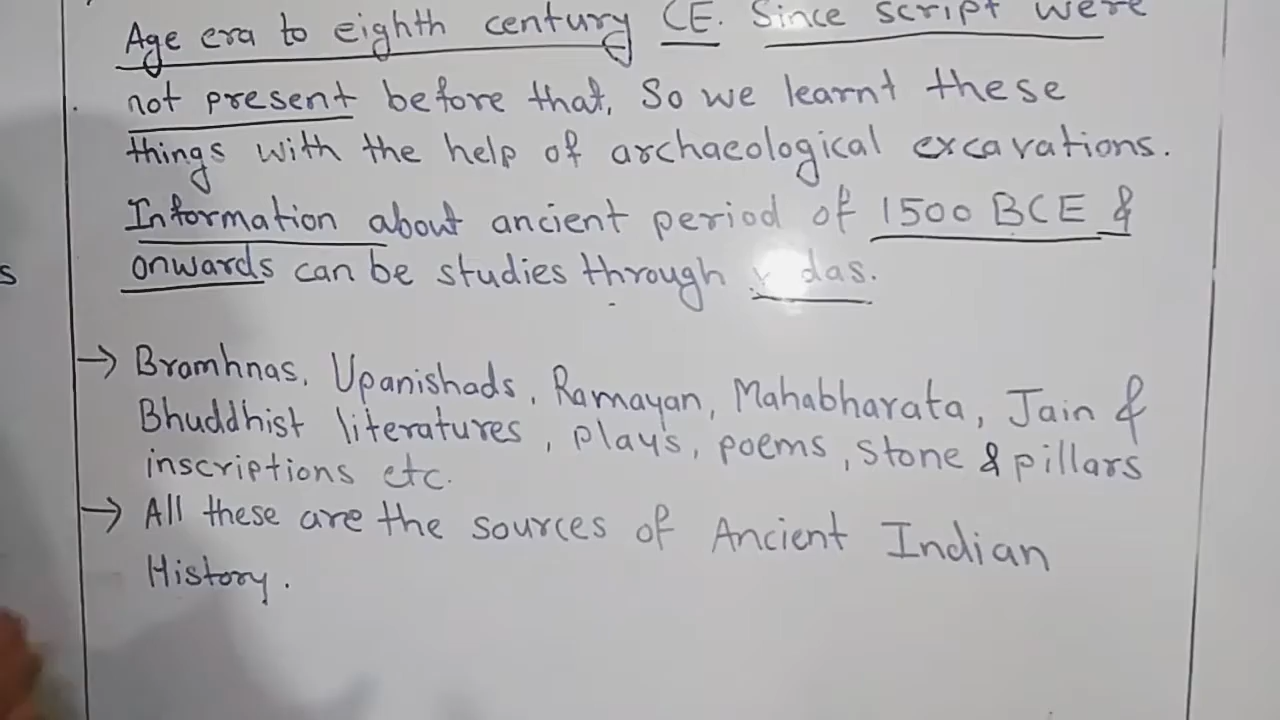 Age era to eighth century CE. Since script were
not present before that, So we learnt these
things with the help of archaeological excavations.
Information about ancient period of 1500 BCE &
onwards can be studies through das.
s
→ Bramhnas, Upanishads, Ramayan, Mahabharata, Jain &
Bhuddhist literatures, plays, poems, stone & pillars
inscriptions etc.
→ All these are the sources of Ancient Indian
History.